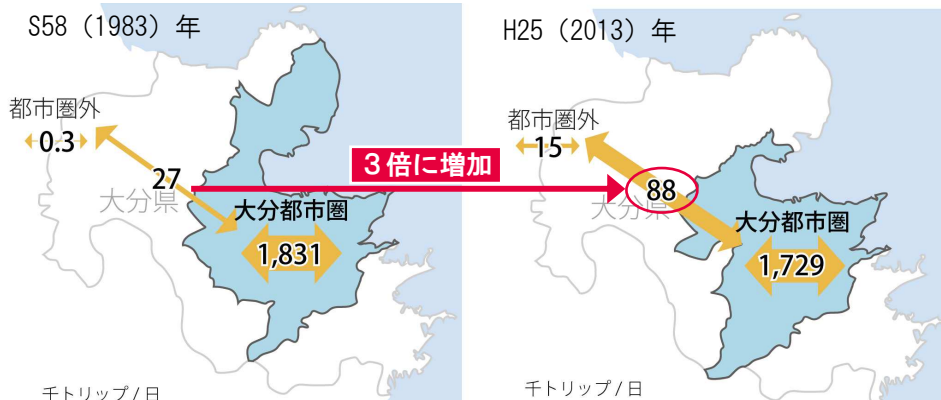 S58（1983）年
都市圏外
0.3
27
大分県
大分都市圏
1,831
千トリップ/日
３倍に増加
H25（2013）年
都市圏外
15
88
大分県
大分都市圏
1,729
千トリップ/日